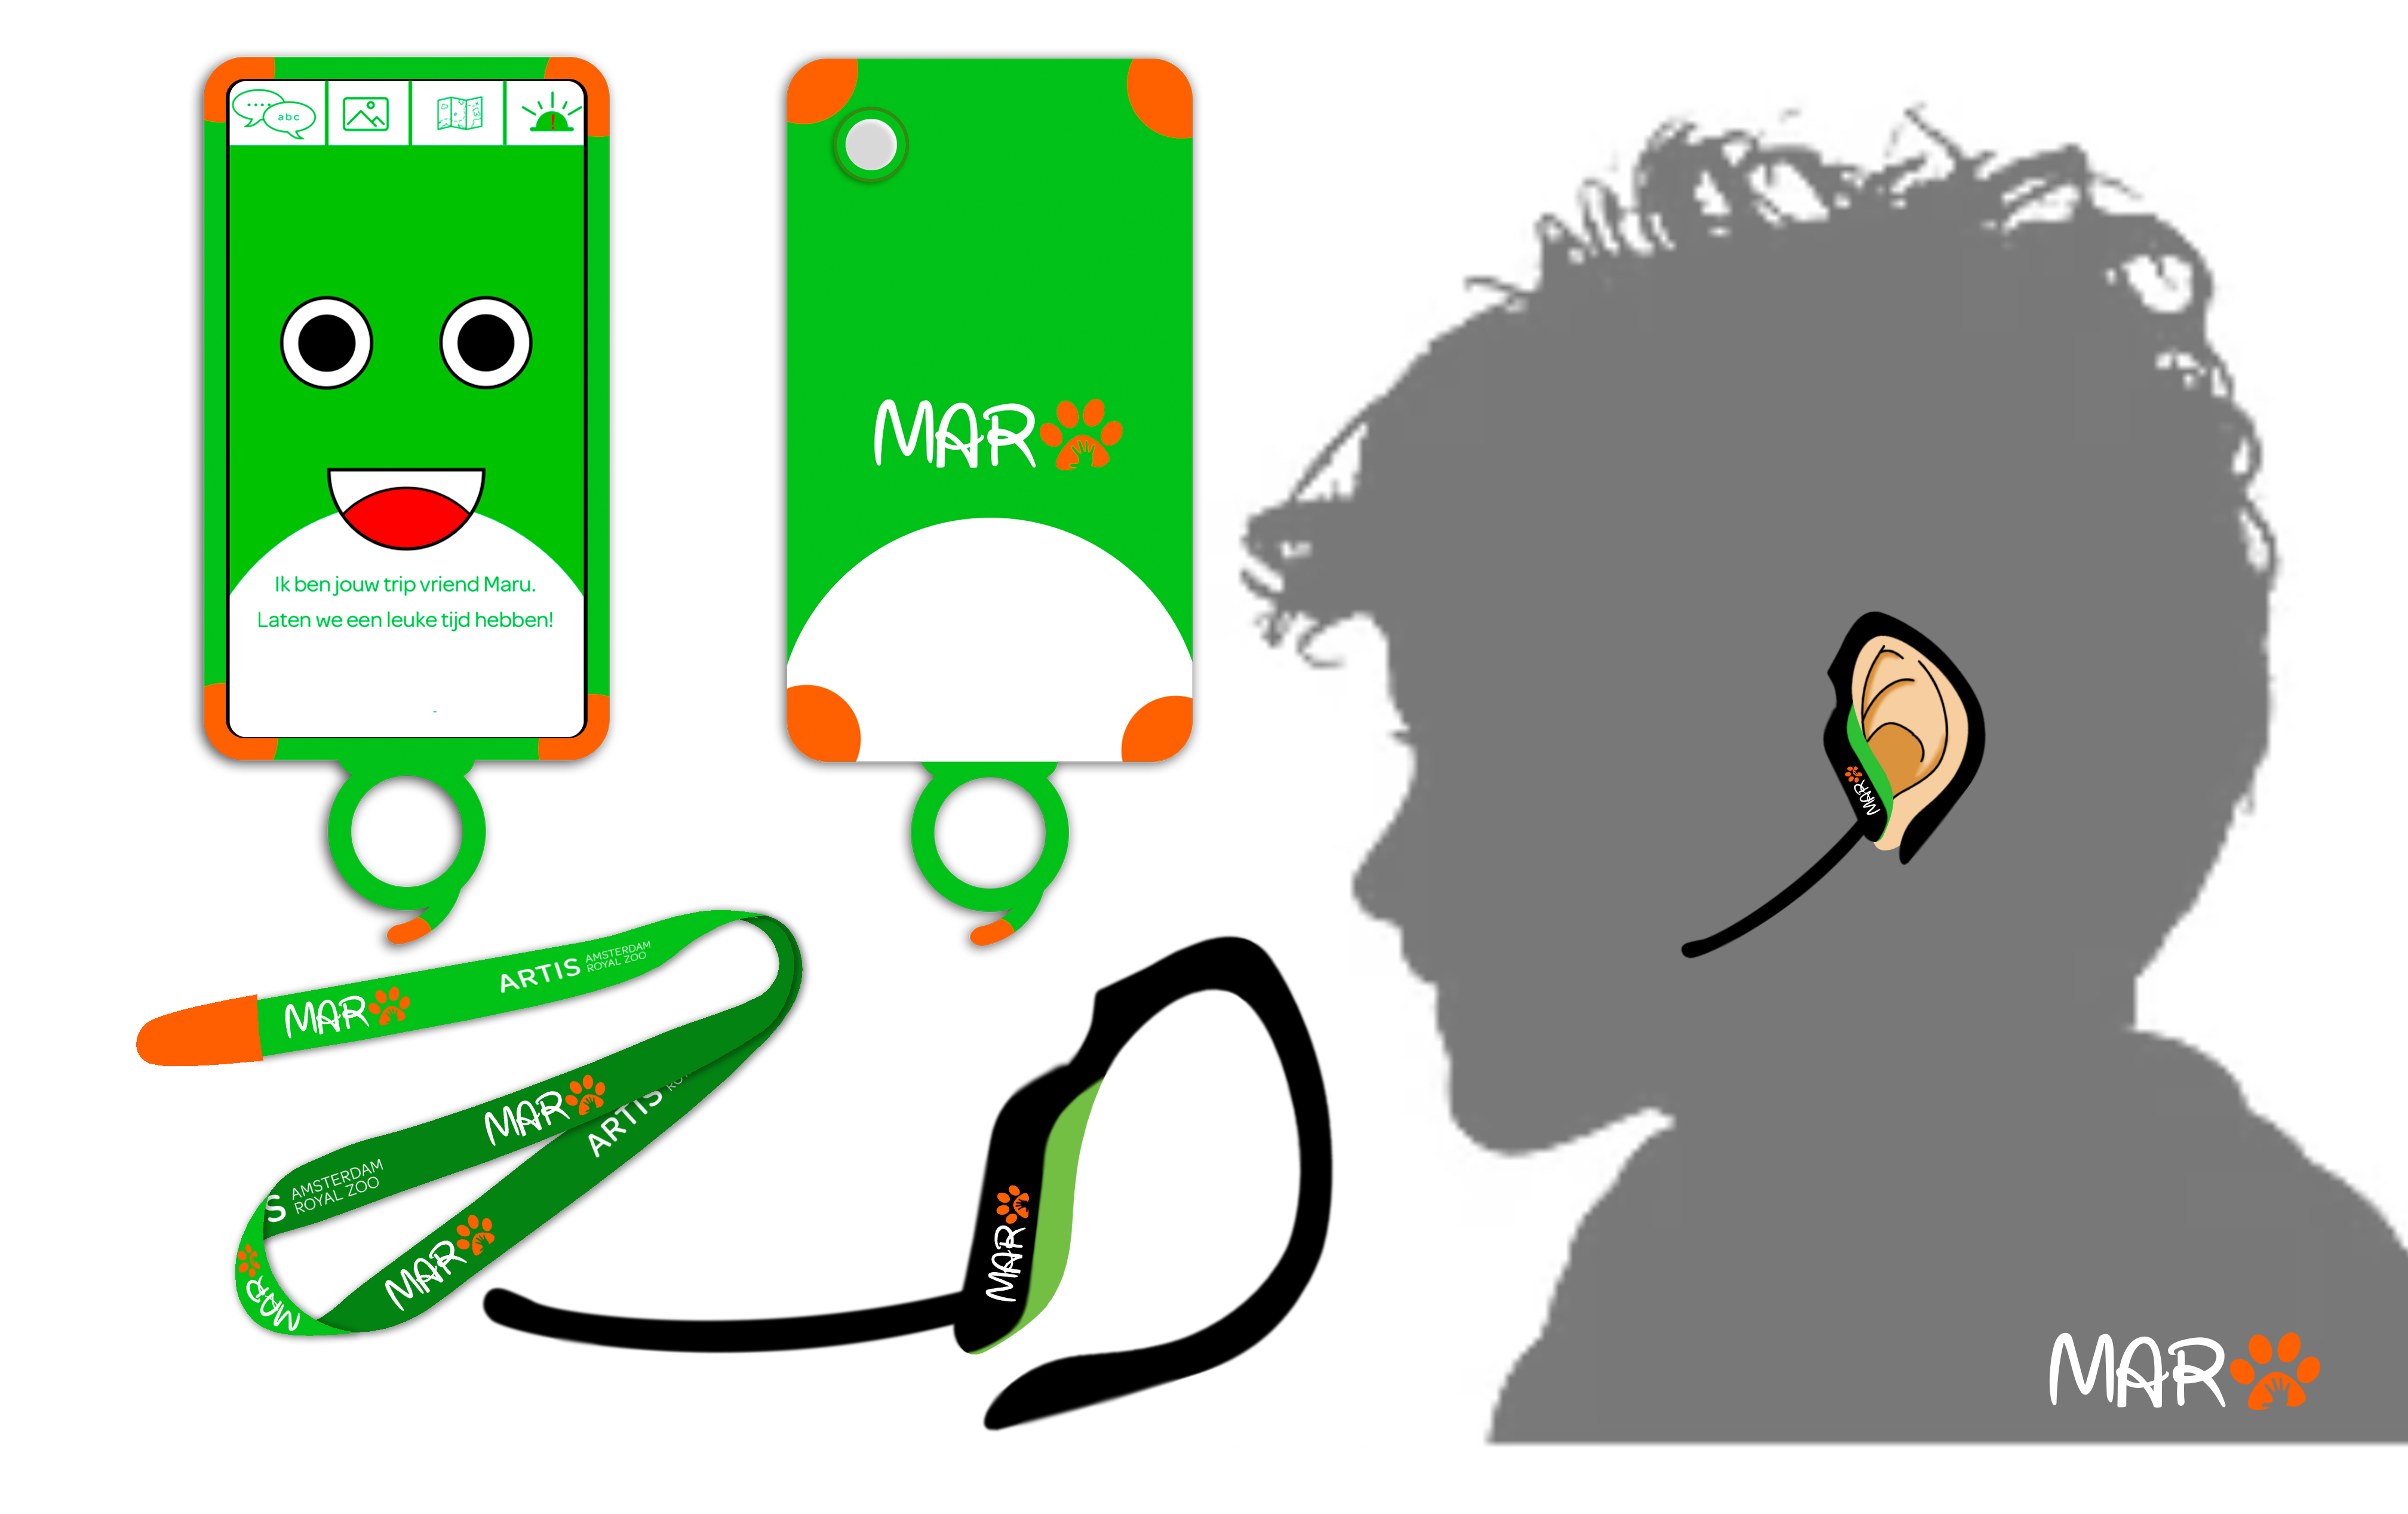 abc
Ik ben jouw trip vriend Maru.
Laten we een leuke tijd hebben!
MAR
MAR
MAR
ARTIS AMSTERDAM
ROYAL ZOO
MAR
ARTIS RO
S AMSTERDAM
ROYAL ZOO
MAR
MAR
MAR
MAR